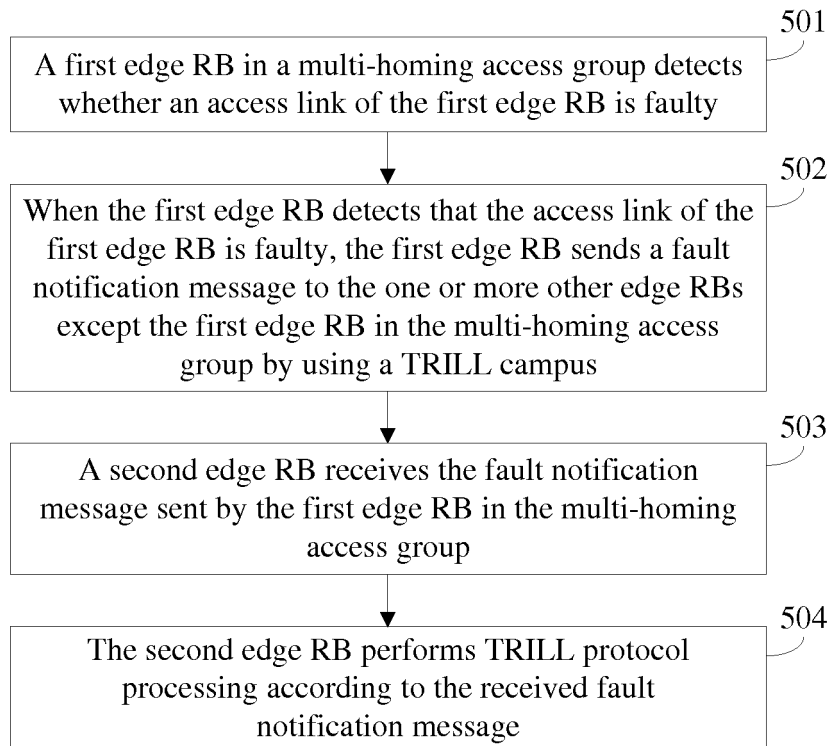 501
A first edge RB in a multi-homing access group detects
whether an access link of the first edge RB is faulty
502
When the first edge RB detects that the access link of the
first edge RB is faulty, the first edge RB sends a fault
notification message to the one or more other edge RBs
except the first edge RB in the multi-homing access
group by using a TRILL campus
503
A second edge RB receives the fault notification
message sent by the first edge RB in the multi-homing
access group
504
The second edge RB performs TRILL protocol
processing according to the received fault
notification message